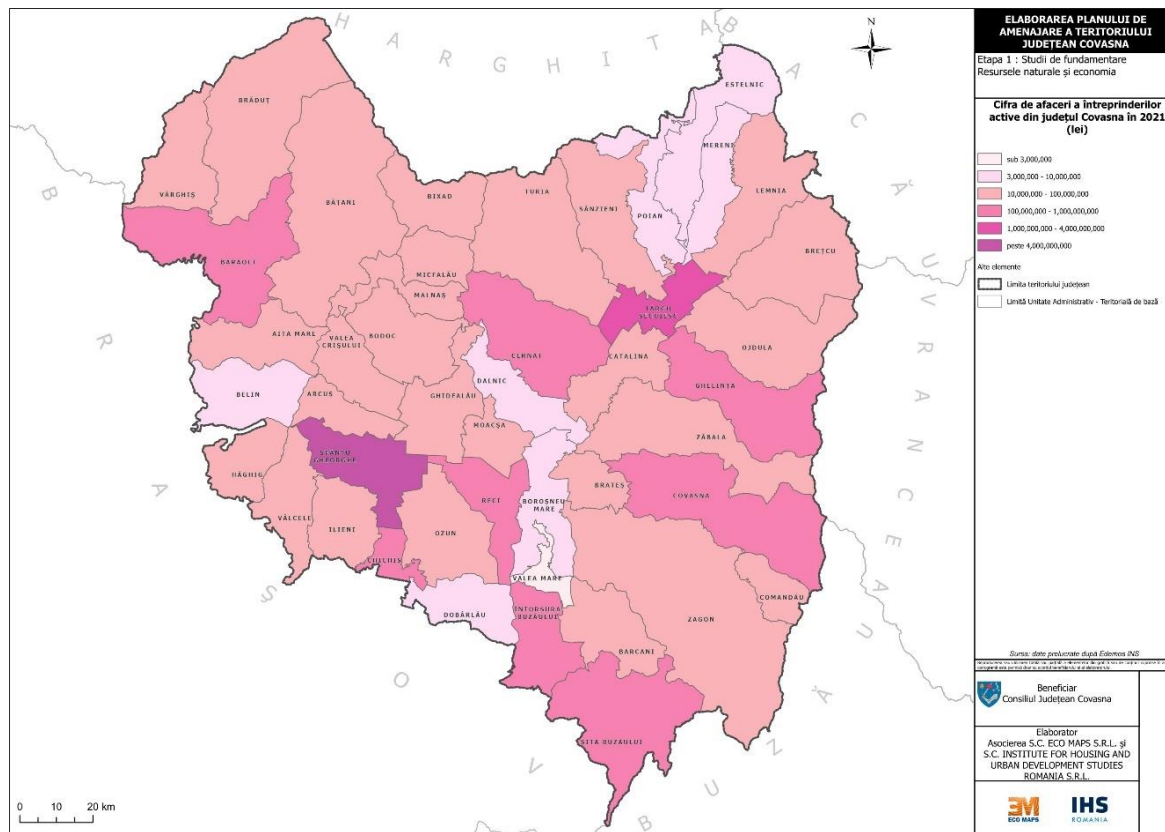 HARGHITA
BACĂU
VRANCEA
BUZĂU
BRAȘOV
N
ESTELNIC
BRĂDUȚ
MERENI
LEMNIA
VÂRGHIȘ
BĂȚANI
BIXAD
TURIA
SÂNZIENI
POIAN
BREȚCU
BARAOLT
MICFALĂU
MALNAȘ
TÂRGU SECUIESC
AITA MARE
VALEA
CRIȘULUI
BODOC
CERNAT
CATALINA
OJDULA
DALNIC
GHELINȚA
BELIN
ARCUȘ
GHIDFALĂU
MOACȘA
ZĂBALA
SFÂNTU
GHEORGHE
HĂGHIG
RECI
BOROȘNEU
MARE
BRATEȘ
COVASNA
VÂLCELE
ILIENI
OZUN
CHICHIȘ
VALEA MARE
DOBÂRLĂU
ÎNTORSURA
BUZĂULUI
COMANDĂU
ZAGON
BARCANI
SITA BUZĂULUI
0 10 20 km
ELABORAREA PLANULUI DE
AMENAJARE A TERITORIULUI
JUDEȚEAN COVASNA
Etapa 1 : Studii de fundamentare
Resursele naturale și economia
Cifra de afaceri a întreprinderilor
active din județul Covasna în 2021
(lei)
sub 3,000,000
3,000,000 - 10,000,000
10,000,000 - 100,000,000
100,000,000 - 1,000,000,000
1,000,000,000 - 4,000,000,000
peste 4,000,000,000
Alte elemente
Limita teritoriului județean
Limită Unitate Administrativ - Teritorială de bază
Sursa: date prelucrate după Edemos INS
Beneficiar
Consiliul Județean Covasna
Elaborator
Asocierea S.C. ECO MAPS S.R.L. și
S.C. INSTITUTE FOR HOUSING AND
URBAN DEVELOPMENT STUDIES
ROMANIA S.R.L.
ECO MAPS
IHS
ROMANIA